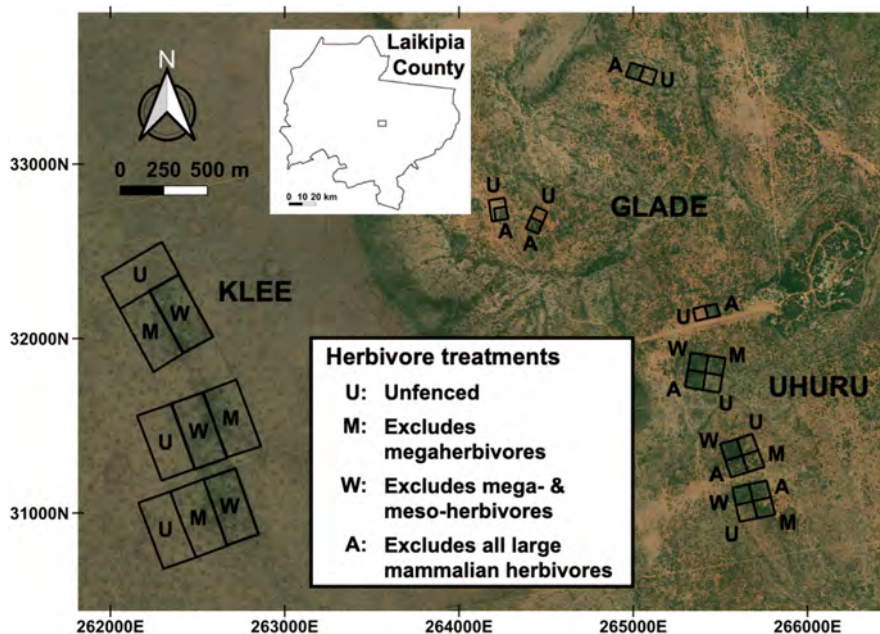 Laikipia
County
0 10 20 km
N
0 250 500 m
33000N
32000N
31000N
A
U
U
U
A
A
GLADE
U
A
KLEE
U
M
W
U
W
M
U
M
W
UHURU
W
M
A
U
W
U
A
M
W
A
U
M
Herbivore treatments
U: Unfenced
M: Excludes
megaherbivores
W: Excludes mega- &
meso-herbivores
A: Excludes all large
mammalian herbivores
262000E
263000E
264000E
265000E
266000E